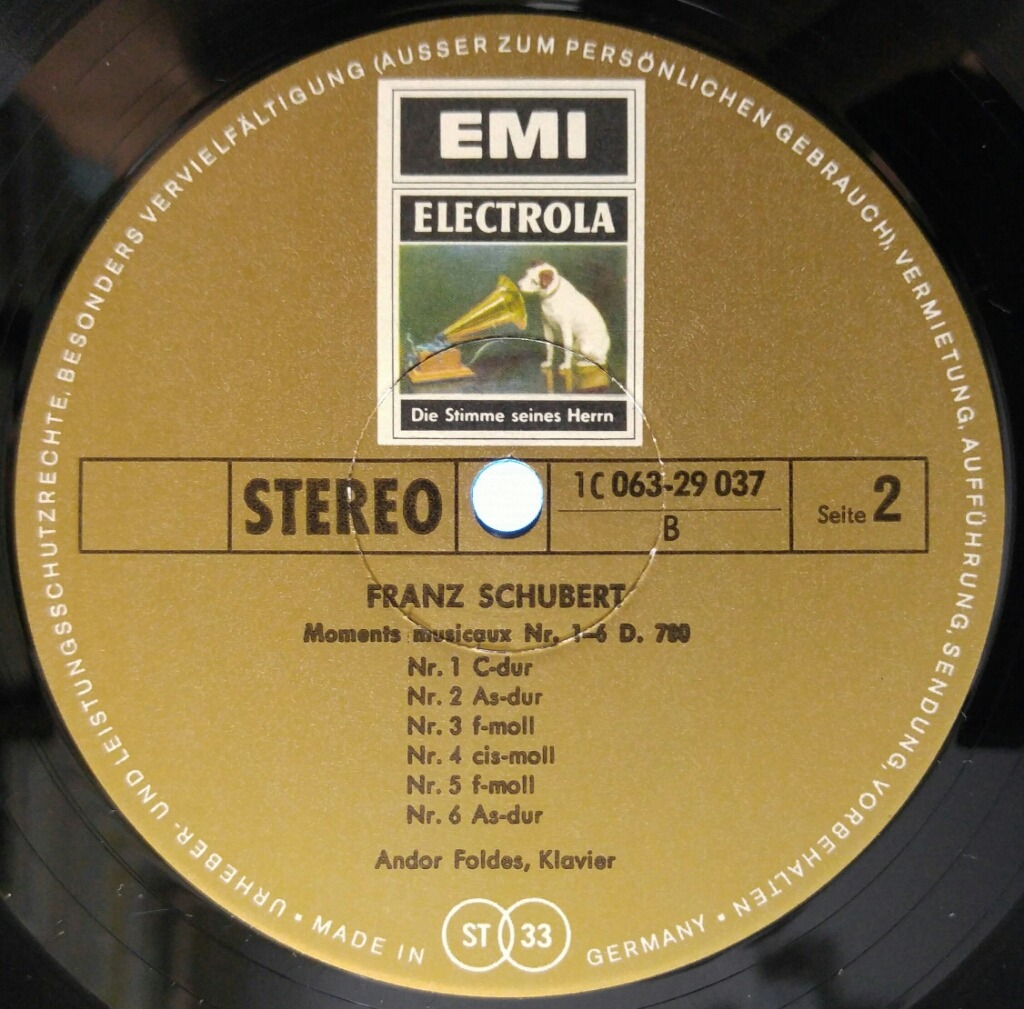 EMI
ELECTROLA
Die Stimme seines Herrn
STEREO
1C 063-29 037
B
Seite 2
FRANZ SCHUBERT
Moments musicaux Nr. 1–6 D. 780
Nr. 1 C-dur
Nr. 2 As-dur
Nr. 3 f-moll
Nr. 4 cis-moll
Nr. 5 f-moll
Nr. 6 As-dur
Andor Foldes, Klavier
ST 33
URHEBER- UND LEISTUNGSSCHUTZRECHTE, BESONDERS VERVIELFÄLTIGUNG (AUSSER ZUM PERSÖNLICHEN GEBRAUCH), VERMIETUNG, AUFFÜHRUNG, SENDUNG, VORBEHALTEN
▪ MADE IN GERMANY ▪